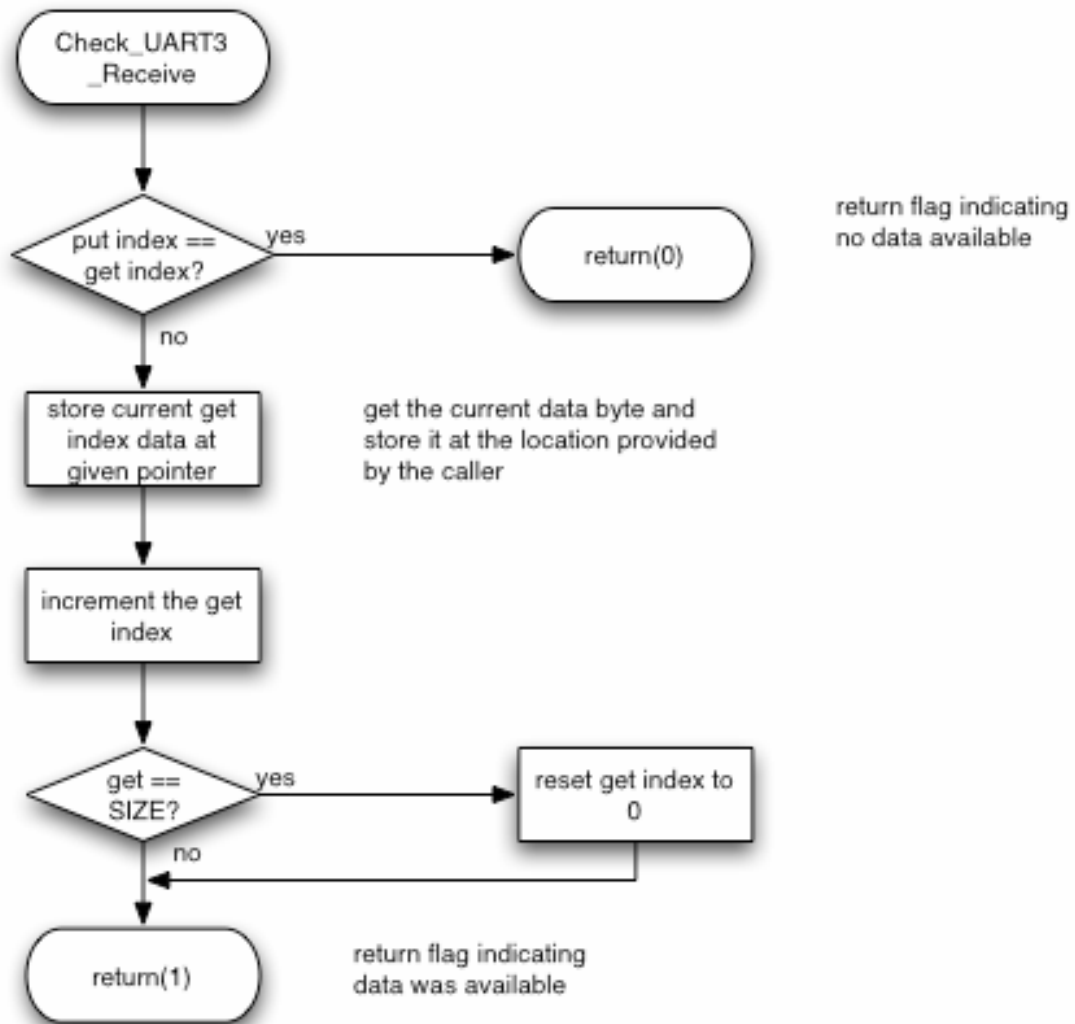 Check_UART3
_Receive
put index ==
get index?
yes
return(0)
return flag indicating
no data available
no
store current get
index data at
given pointer
get the current data byte and
store it at the location provided
by the caller
increment the get
index
get ==
SIZE?
yes
reset get index to
0
no
return(1)
return flag indicating
data was available